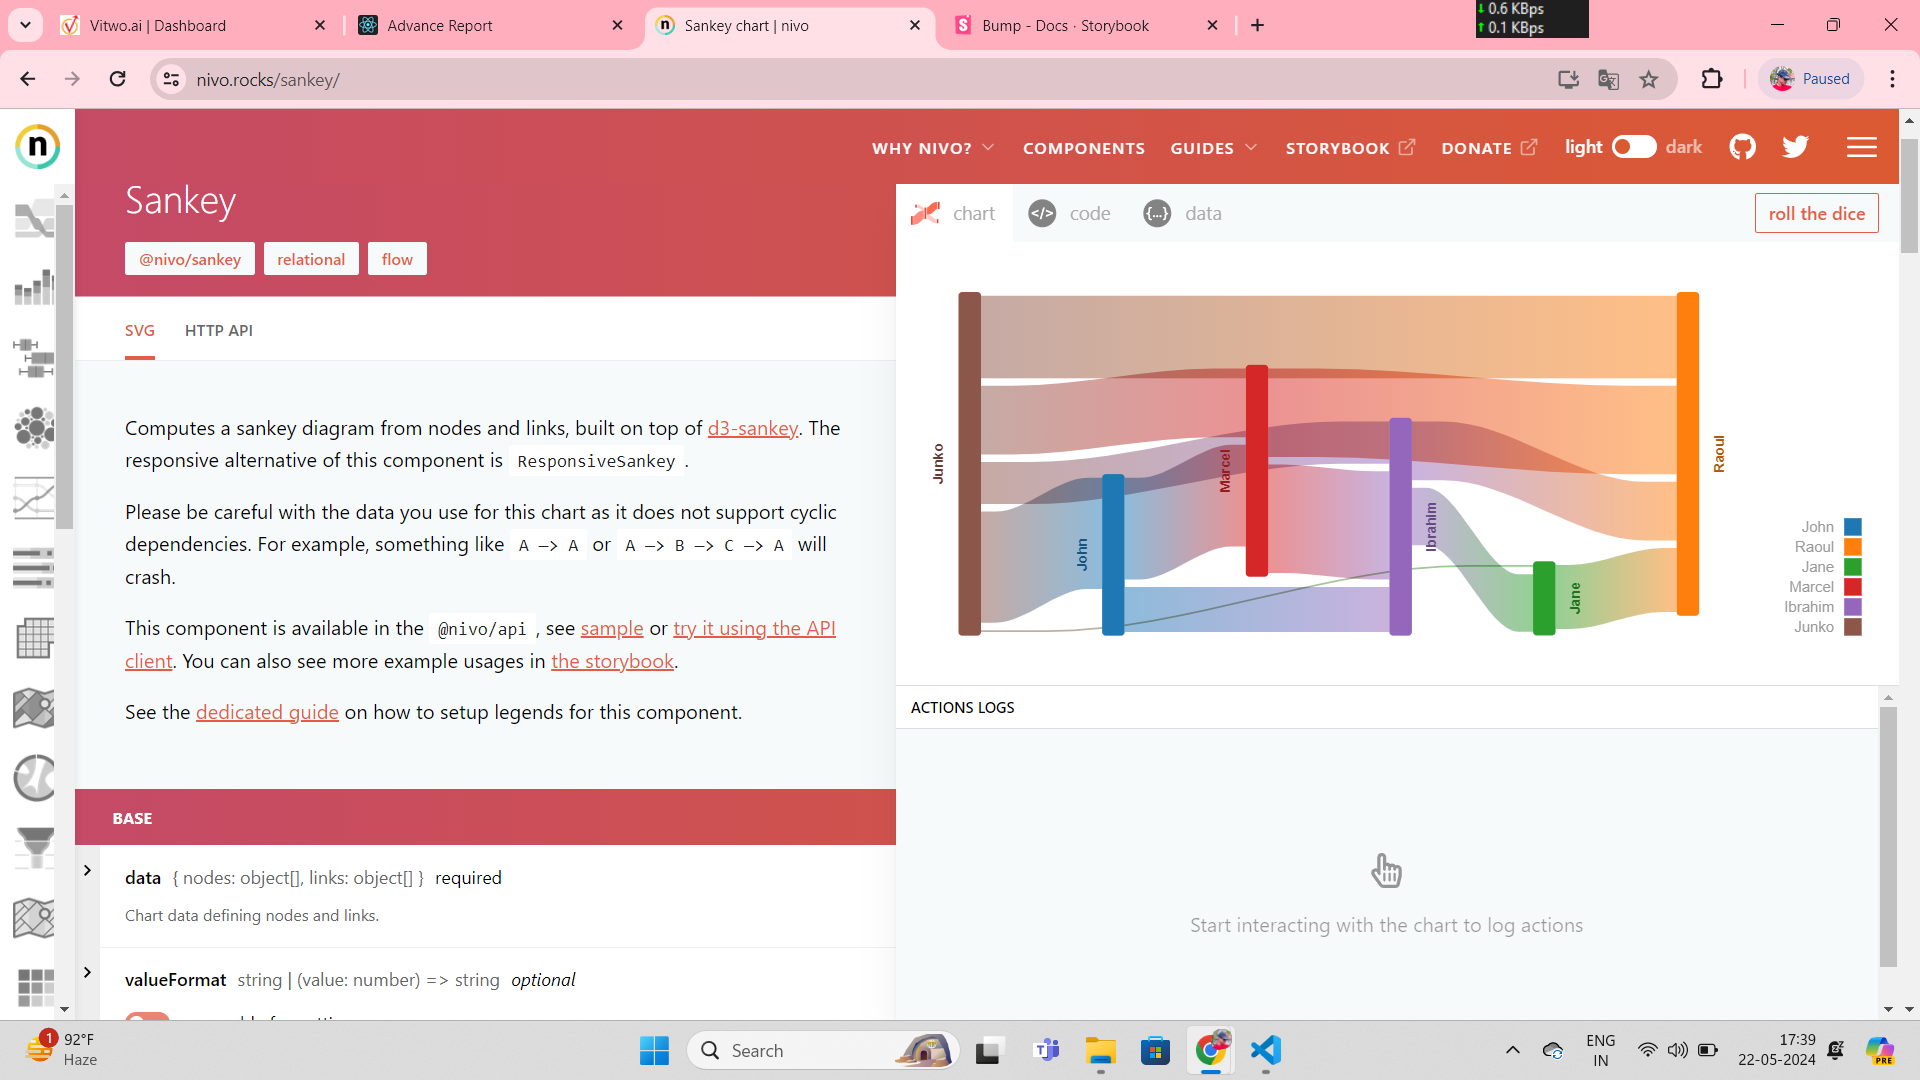 Vitwo.ai | Dashboard
Advance Report
Sankey chart | nivo
Bump - Docs · Storybook
0.6 KBps
0.1 KBps
nivo.rocks/sankey/
Paused
n
WHY NIVO?
COMPONENTS
GUIDES
STORYBOOK
DONATE
light
dark
Sankey
@nivo/sankey
relational
flow
chart
code
data
roll the dice
SVG
HTTP API
Computes a sankey diagram from nodes and links, built on top of d3-sankey. The
responsive alternative of this component is ResponsiveSankey .
Please be careful with the data you use for this chart as it does not support cyclic
dependencies. For example, something like A —> A or A —> B —> C —> A will
crash.
This component is available in the @nivo/api , see sample or try it using the API
client. You can also see more example usages in the storybook.
See the dedicated guide on how to setup legends for this component.
Junko
John
Marcel
Ibrahim
Jane
Raoul
John
Raoul
Jane
Marcel
Ibrahim
Junko
ACTIONS LOGS
Start interacting with the chart to log actions
BASE
data { nodes: object[], links: object[] } required
Chart data defining nodes and links.
valueFormat string | (value: number) => string optional
1
92°F
Haze
Search
ENG
IN
17:39
22-05-2024
PRE